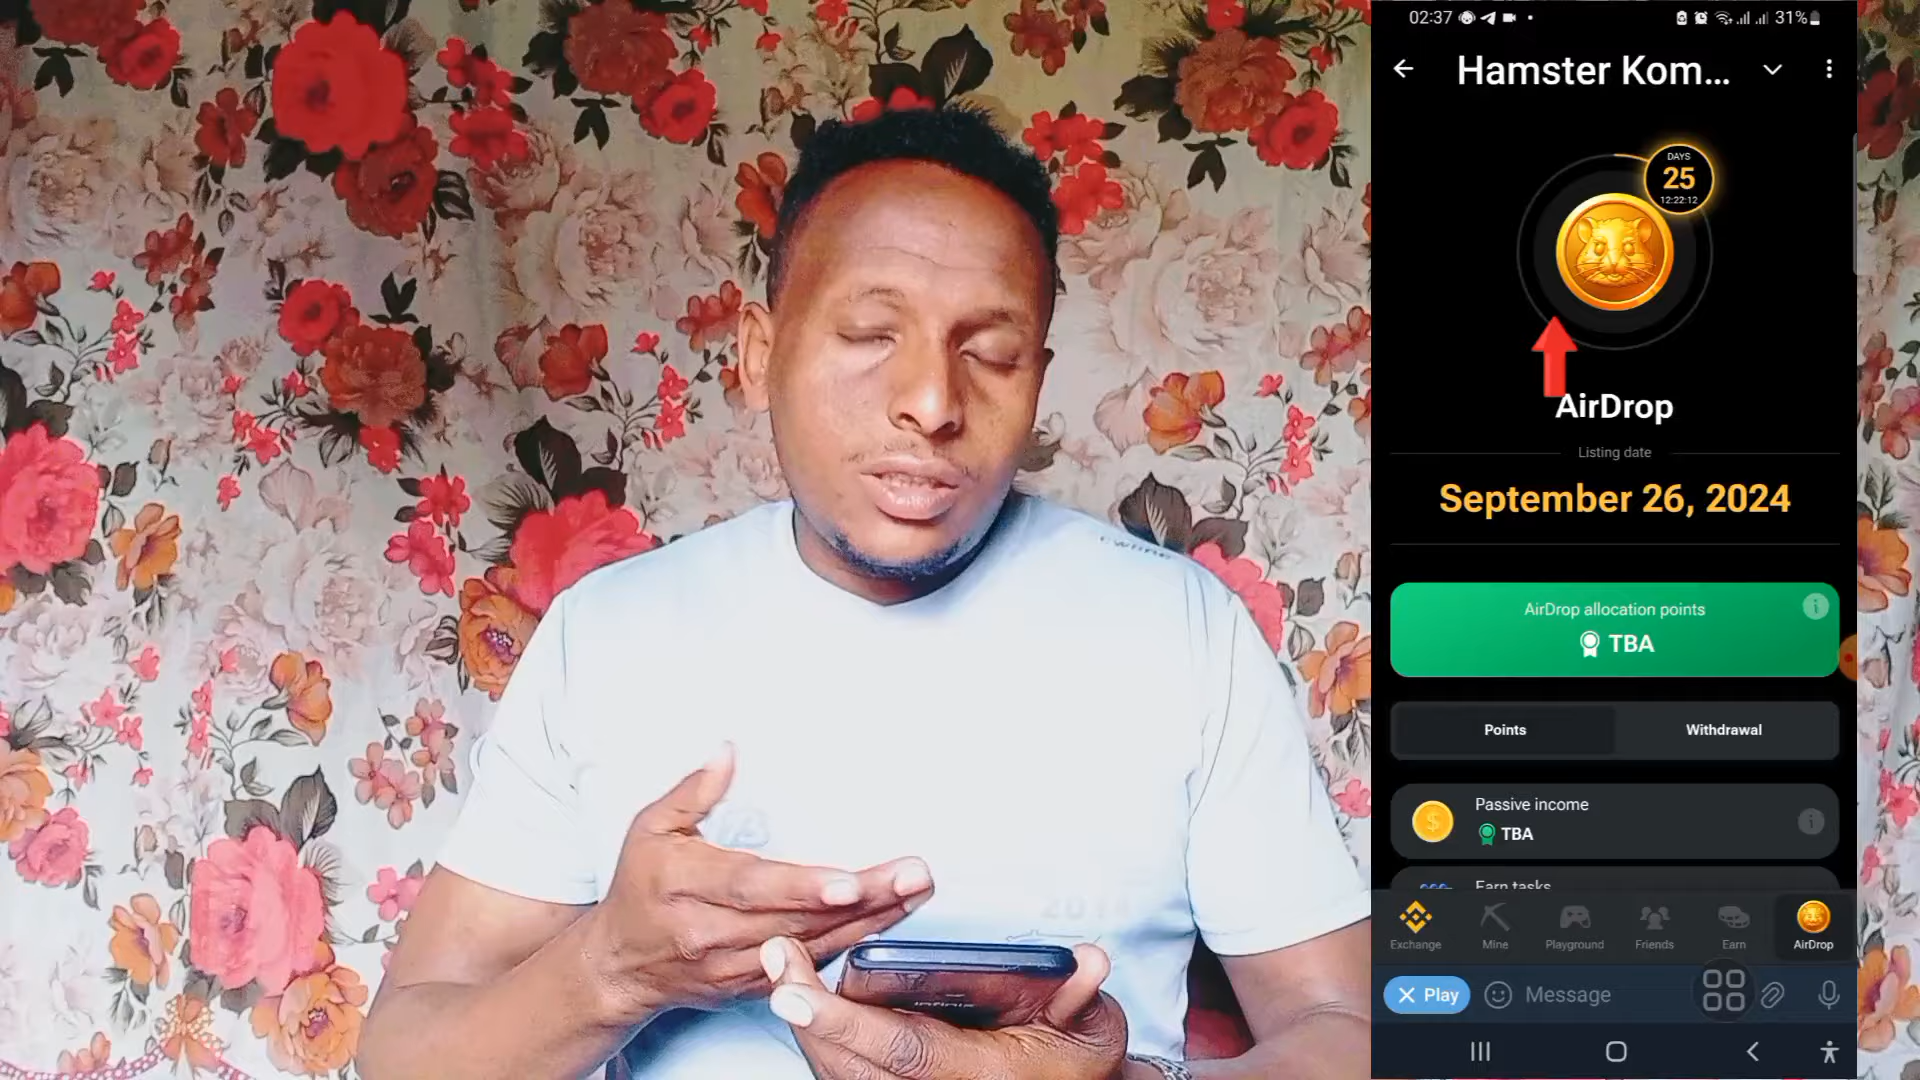 02:37
31%
Hamster Kom...
DAYS
25
12:22:12
AirDrop
Listing date
September 26, 2024
AirDrop allocation points
TBA
Points
Withdrawal
Passive income
TBA
Earn tasks
Exchange
Mine
Playground
Friends
Earn
AirDrop
Play
Message
Infinix